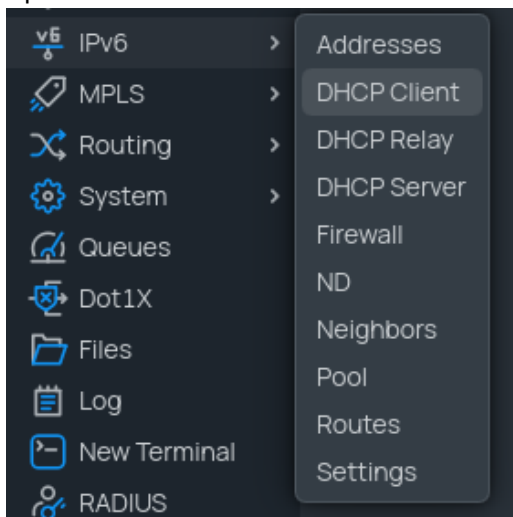 IPv6
MPLS
Routing
System
Queues
Dot1X
Files
Log
New Terminal
RADIUS
Addresses
DHCP Client
DHCP Relay
DHCP Server
Firewall
ND
Neighbors
Pool
Routes
Settings